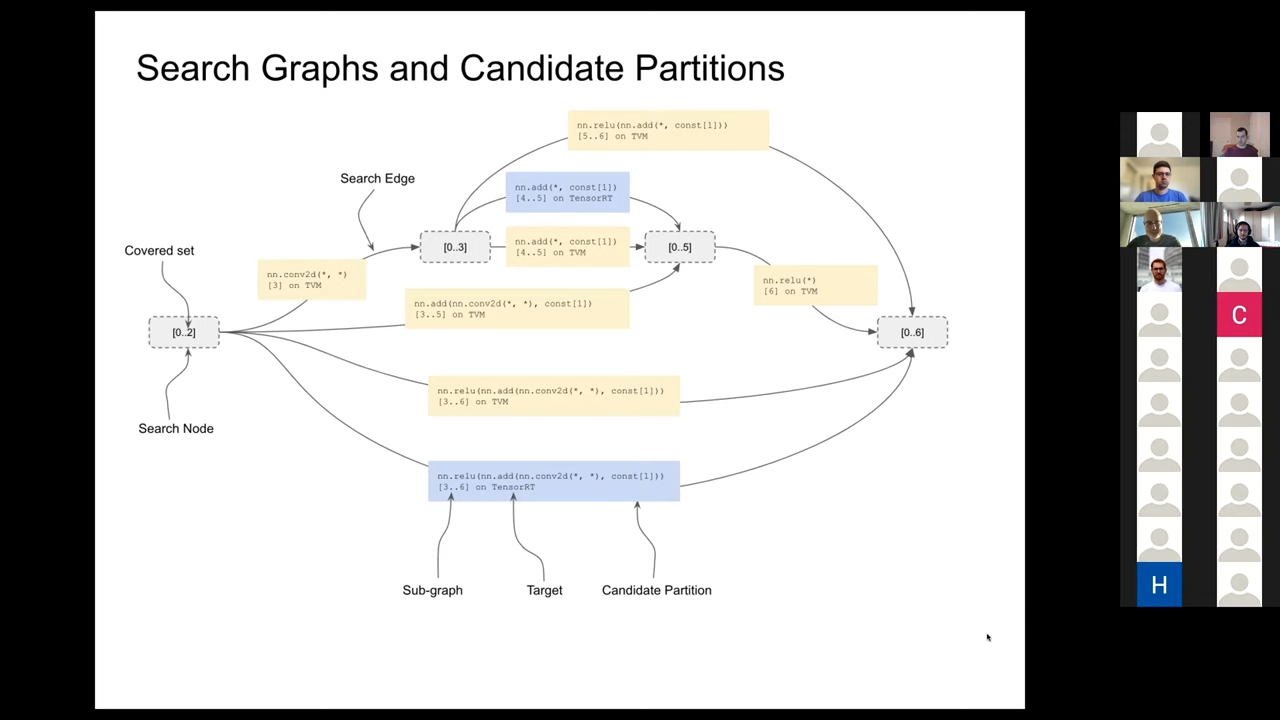 Search Graphs and Candidate Partitions
nn.relu(nn.add(*, const[1]))
[5..6] on TVM
Search Edge
nn.add(*, const[1])
[4..5] on TensorRT
Covered set
[0..3]
nn.add(*, const[1])
[4..5] on TVM
[0..5]
nn.conv2d(*, *)
[3] on TVM
nn.relu(*)
[6] on TVM
nn.add(nn.conv2d(*, *), const[1])
[3..5] on TVM
[0..2]
[0..6]
C
nn.relu(nn.add(nn.conv2d(*, *), const[1]))
[3..6] on TVM
Search Node
nn.relu(nn.add(nn.conv2d(*, *), const[1]))
[3..6] on TensorRT
Sub-graph
Target
Candidate Partition
H